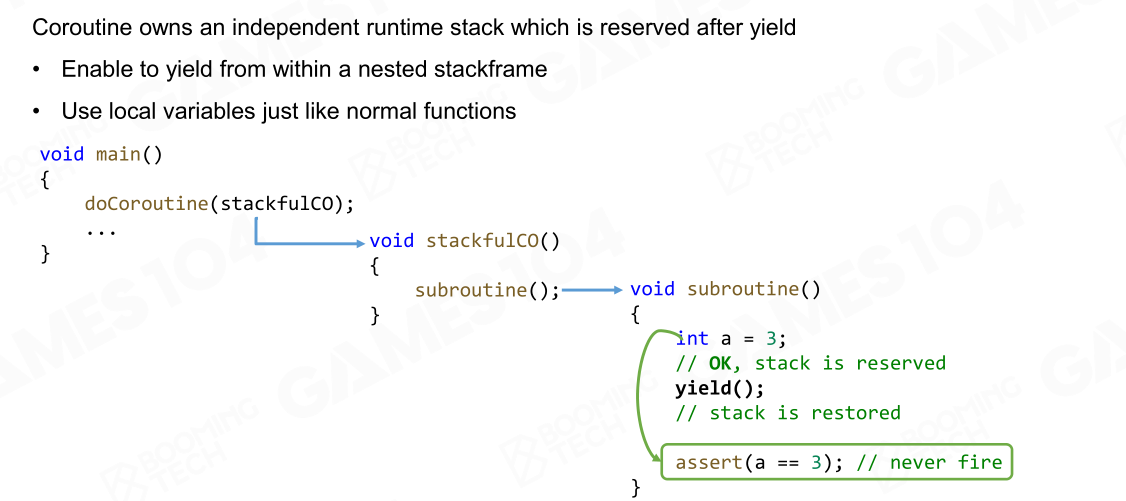 Coroutine owns an independent runtime stack which is reserved after yield
• Enable to yield from within a nested stackframe
• Use local variables just like normal functions
void main()
{
doCoroutine(stackfulCO);
...
}
void stackfulCO()
{
subroutine();
}
void subroutine()
{
int a = 3;
// OK, stack is reserved
yield();
// stack is restored
assert(a == 3); // never fire
}
GAMES 104
BOOMING
TECH